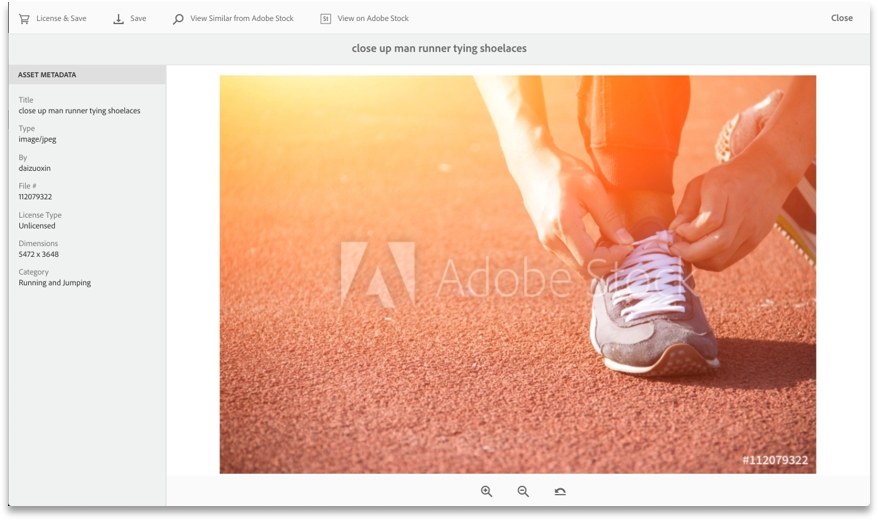 License & Save
Save
View Similar from Adobe Stock
St
View on Adobe Stock
Close
close up man runner tying shoelaces
ASSET METADATA
Title
close up man runner tying shoelaces
Type
image/jpeg
By
daizuoxin
File #
112079322
License Type
Unlicensed
Dimensions
5472 x 3648
Category
Running and Jumping
Adobe Stock
#112079322